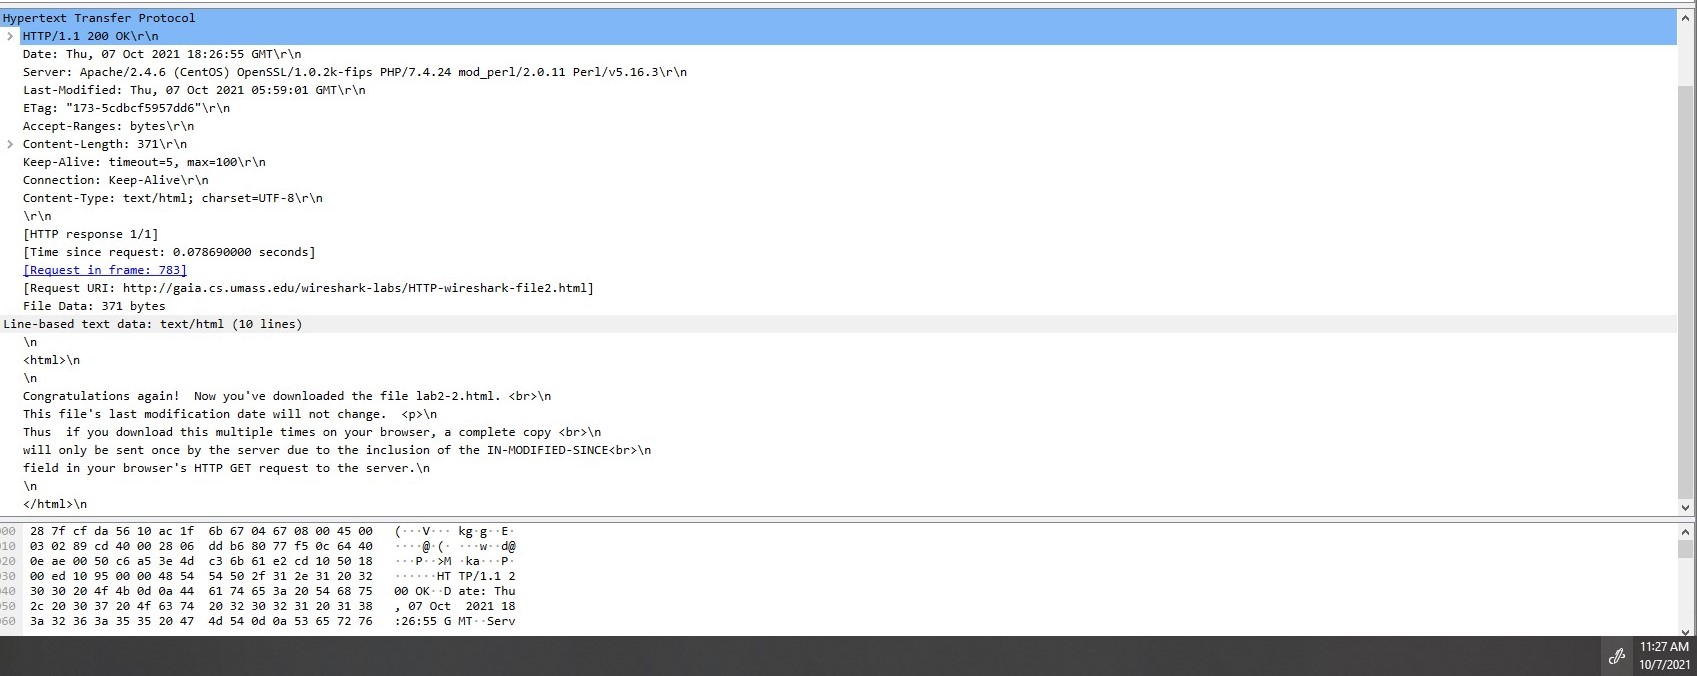 Hypertext Transfer Protocol
HTTP/1.1 200 OK\r\n
Date: Thu, 07 Oct 2021 18:26:55 GMT\r\n
Server: Apache/2.4.6 (CentOS) OpenSSL/1.0.2k-fips PHP/7.4.24 mod_perl/2.0.11 Perl/v5.16.3\r\n
Last-Modified: Thu, 07 Oct 2021 05:59:01 GMT\r\n
ETag: "173-5cdbcf5957dd6"\r\n
Accept-Ranges: bytes\r\n
Content-Length: 371\r\n
Keep-Alive: timeout=5, max=100\r\n
Connection: Keep-Alive\r\n
Content-Type: text/html; charset=UTF-8\r\n
\r\n
[HTTP response 1/1]
[Time since request: 0.078690000 seconds]
[Request in frame: 783]
[Request URI: http://gaia.cs.umass.edu/wireshark-labs/HTTP-wireshark-file2.html]
File Data: 371 bytes
Line-based text data: text/html (10 lines)
\n
<html>\n
\n
Congratulations again!  Now you've downloaded the file lab2-2.html. <br>\n
This file's last modification date will not change.  <p>\n
Thus  if you download this multiple times on your browser, a complete copy <br>\n
will only be sent once by the server due to the inclusion of the IN-MODIFIED-SINCE<br>\n
field in your browser's HTTP GET request to the server.\n
\n
</html>\n
00 28 7f cf da 56 10 ac 1f 6b 67 04 67 08 00 45 00 (···V··· kg·g··E·
10 03 02 89 cd 40 00 28 06 dd b6 80 77 f5 0c 64 40 ····@·(· ···w··d@
20 0e ae 00 50 c6 a5 3e 4d c3 6b 61 e2 cd 10 50 18 ···P··>M ·ka···P·
30 00 ed 10 95 00 00 48 54 54 50 2f 31 2e 31 20 32 ······HT TP/1.1 2
40 30 30 20 4f 4b 0d 0a 44 61 74 65 3a 20 54 68 75 00 OK··D ate: Thu
50 2c 20 30 37 20 4f 63 74 20 32 30 32 31 20 31 38 , 07 Oct  2021 18
60 3a 32 36 3a 35 35 20 47 4d 54 0d 0a 53 65 72 76 :26:55 G MT··Serv
11:27 AM
10/7/2021